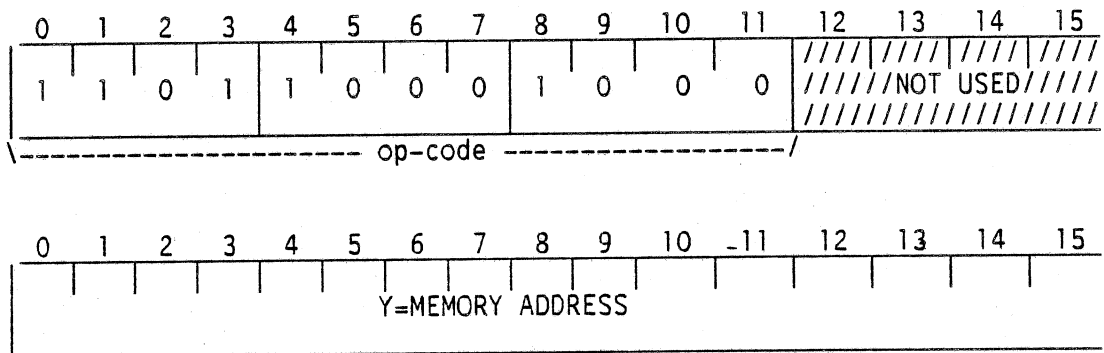 0 1 2 3 4 5 6 7 8 9 10 11 12 13 14 15
//// //// //// ////
1 1 0 1 1 0 0 0 1 0 0 0 //////NOT USED/////
///////////////////
\---------------------- op-code ------------------/
0 1 2 3 4 5 6 7 8 9 10 11 12 13 14 15
Y=MEMORY ADDRESS